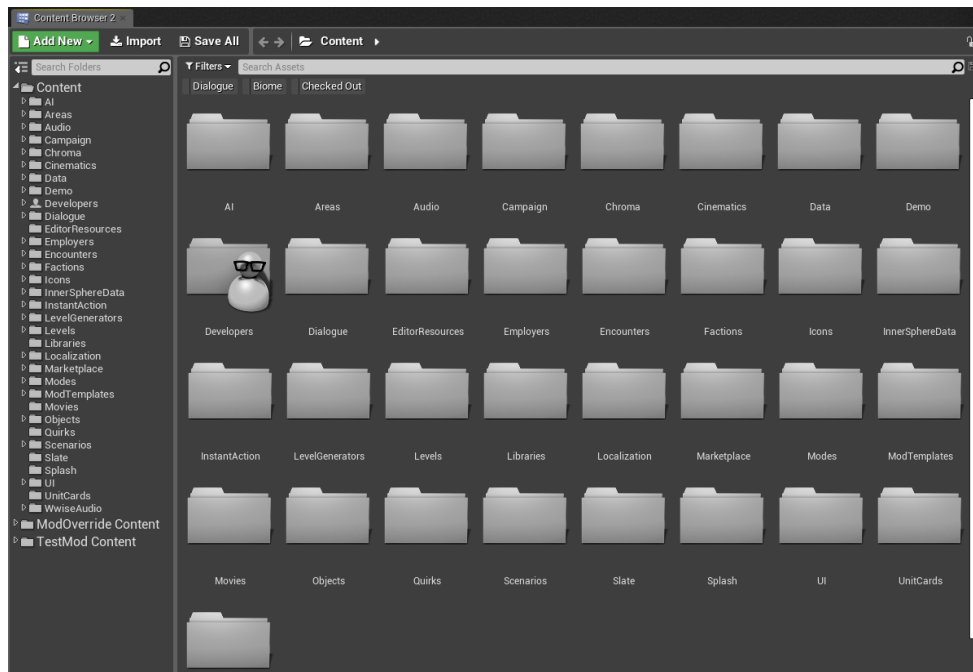 Content Browser 2
Add New Import Save All Content
Search Folders
Filters Search Assets
Dialogue Biome Checked Out
Content
AI
Areas
Audio
Campaign
Chroma
Cinematics
Data
Demo
Developers
Dialogue
EditorResources
Employers
Encounters
Factions
Icons
InnerSphereData
InstantAction
LevelGenerators
Levels
Libraries
Localization
Marketplace
Modes
ModTemplates
Movies
Objects
Quirks
Scenarios
Slate
Splash
UI
UnitCards
WwiseAudio
ModOverride Content
TestMod Content
AI Areas Audio Campaign Chroma Cinematics Data Demo
Developers Dialogue EditorResources Employers Encounters Factions Icons InnerSphereData
InstantAction LevelGenerators Levels Libraries Localization Marketplace Modes ModTemplates
Movies Objects Quirks Scenarios Slate Splash UI UnitCards